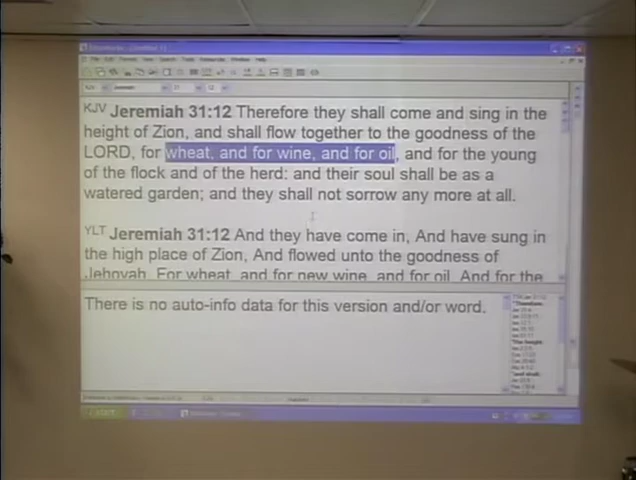 KJV Jeremiah 31:12 Therefore they shall come and sing in the
height of Zion, and shall flow together to the goodness of the
LORD, for wheat, and for wine, and for oil, and for the young
of the flock and of the herd: and their soul shall be as a
watered garden; and they shall not sorrow any more at all.
YLT Jeremiah 31:12 And they have come in, And have sung in
the high place of Zion, And flowed unto the goodness of
Jehovah, For wheat, and for new wine, and for oil, And for the
There is no auto-info data for this version and/or word.